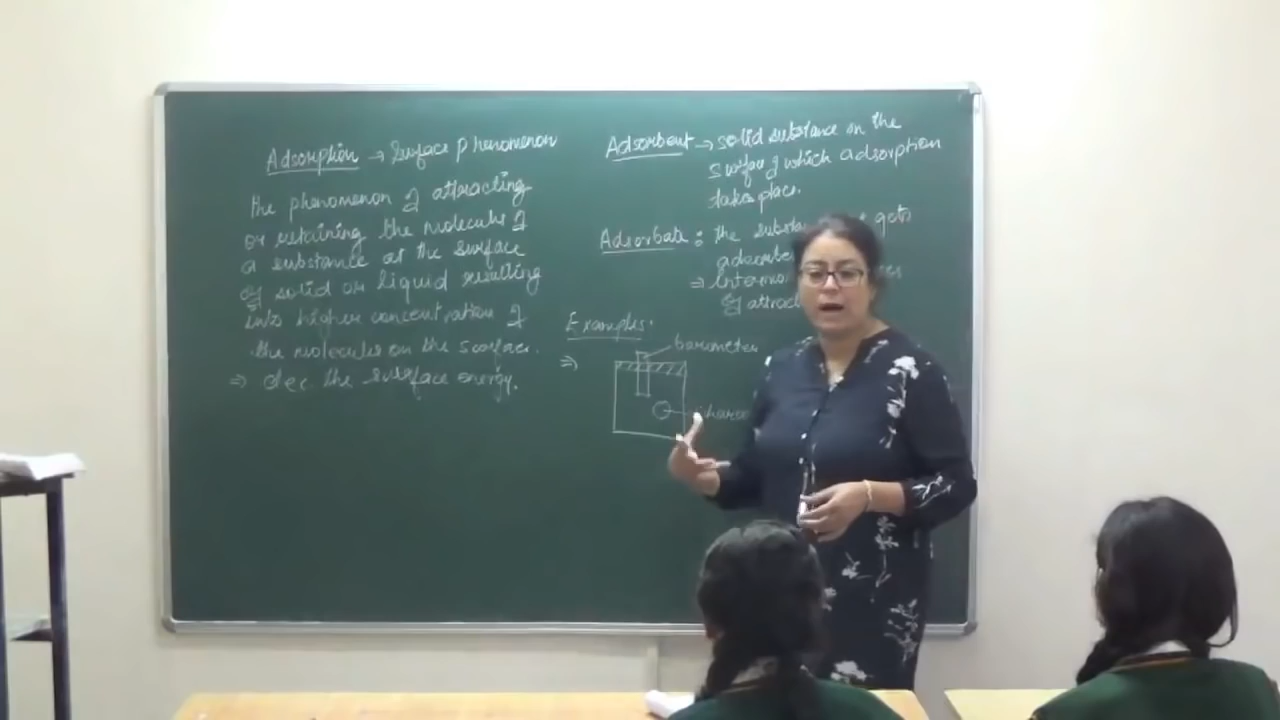 Adsorption → Surface phenomenon
the phenomenon of attracting
or retaining the molecules of
a substance at the surface
of solid or liquid resulting
into higher concentration of
the molecules on the surface.
⇒ dec. the surface energy.
Adsorbent → solid substance on the
surface of which adsorption
takes place.
Adsorbate : the gets
⇒
of
Examples:
⇒ barometer